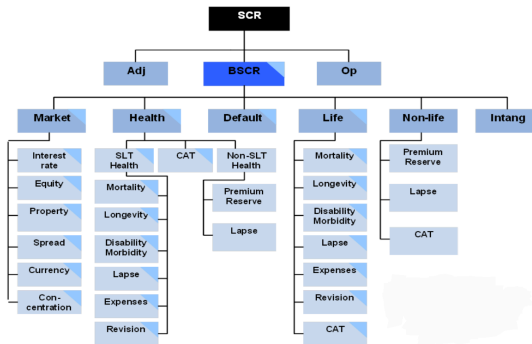 SCR
Adj
BSCR
Op
Market
Health
Default
Life
Non-life
Intang
Interest
rate
Equity
Property
Spread
Currency
Con-
centration
SLT
Health
CAT
Non-SLT
Health
Mortality
Longevity
Disability
Morbidity
Lapse
Expenses
Revision
Premium
Reserve
Lapse
Mortality
Longevity
Disability
Morbidity
Lapse
Expenses
Revision
CAT
Premium
Reserve
Lapse
CAT